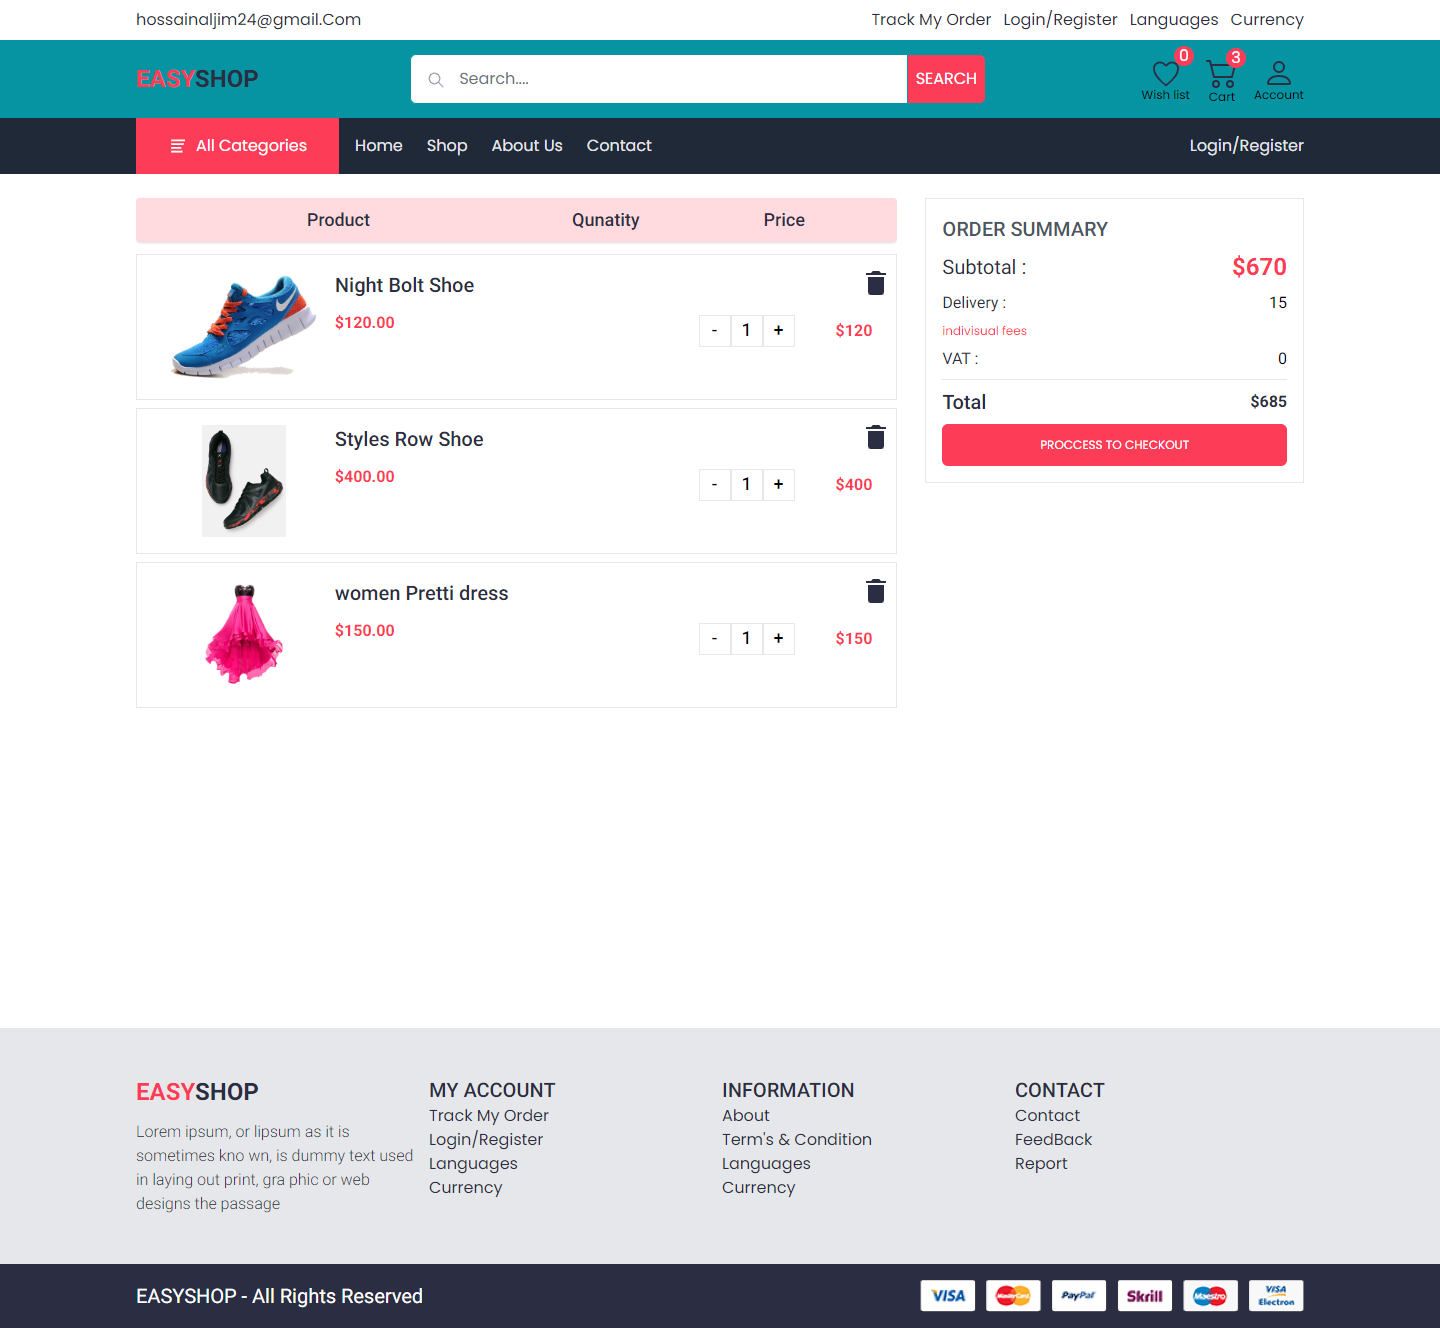 hossainaljim24@gmail.Com
Track My Order Login/Register Languages Currency
EASYSHOP
Search....
SEARCH
0
Wish list
3
Cart
Account
All Categories
Home Shop About Us Contact
Login/Register
Product Qunatity Price
Night Bolt Shoe
$120.00
- 1 +
$120
Styles Row Shoe
$400.00
- 1 +
$400
women Pretti dress
$150.00
- 1 +
$150
ORDER SUMMARY
Subtotal : $670
Delivery : 15
indivisual fees
VAT : 0
Total $685
PROCCESS TO CHECKOUT
EASYSHOP
Lorem ipsum, or lipsum as it is
sometimes kno wn, is dummy text used
in laying out print, gra phic or web
designs the passage
MY ACCOUNT
Track My Order
Login/Register
Languages
Currency
INFORMATION
About
Term's & Condition
Languages
Currency
CONTACT
Contact
FeedBack
Report
EASYSHOP - All Rights Reserved
VISA
MasterCard
PayPal
Skrill
Maestro
VISA
Electron